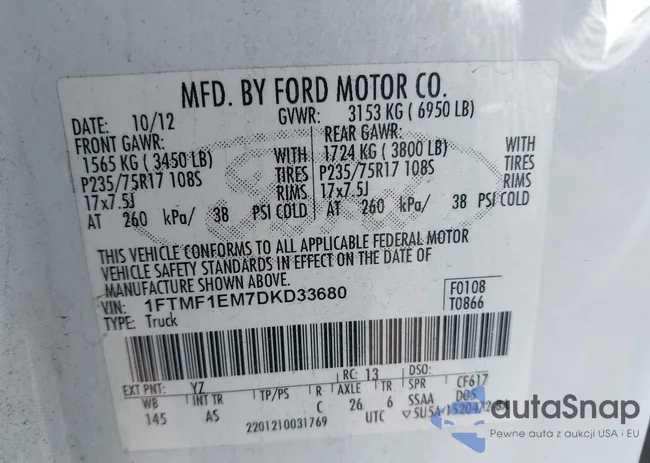 MFD. BY FORD MOTOR CO.
DATE: 10/12 GVWR: 3153 KG ( 6950 LB)
FRONT GAWR: REAR GAWR:
1565 KG ( 3450 LB) WITH 1724 KG ( 3800 LB) WITH
P235/75R17 108S TIRES P235/75R17 108S TIRES
17x7.5J RIMS 17x7.5J RIMS
AT 260 kPa/ 38 PSI COLD AT 260 kPa/ 38 PSI COLD
THIS VEHICLE CONFORMS TO ALL APPLICABLE FEDERAL MOTOR
VEHICLE SAFETY STANDARDS IN EFFECT ON THE DATE OF
MANUFACTURE SHOWN ABOVE.
VIN: 1FTMF1EM7DKD33680 F0108
TYPE: Truck T0866
EXT PNT: YZ RC: 13 DSO:
WB INT TR TP/PS R AXLE TR SPR CF617
145 AS C 26 6 SSAA DOS
2201210031769 UTC
autaSnap
Pewne auta z aukcji USA i EU